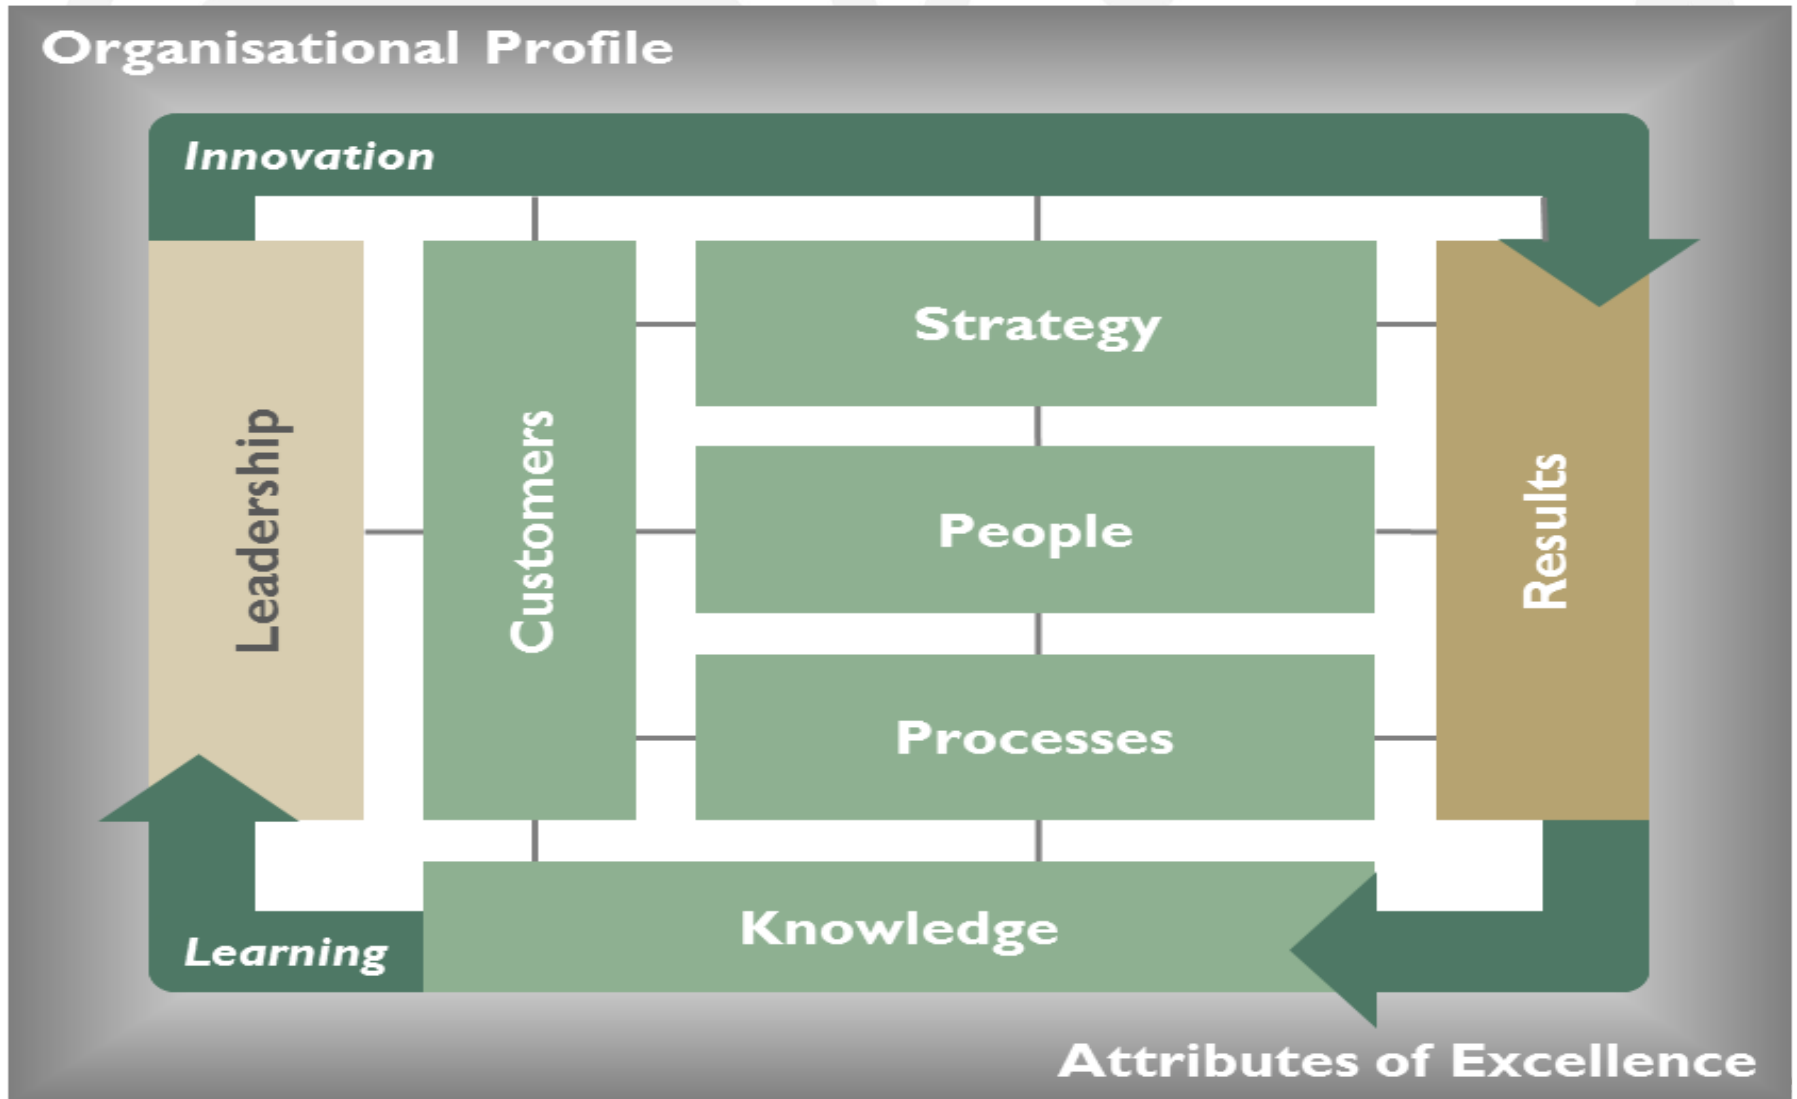 Organisational Profile
Innovation
Leadership
Customers
Strategy
People
Processes
Results
Knowledge
Learning
Attributes of Excellence